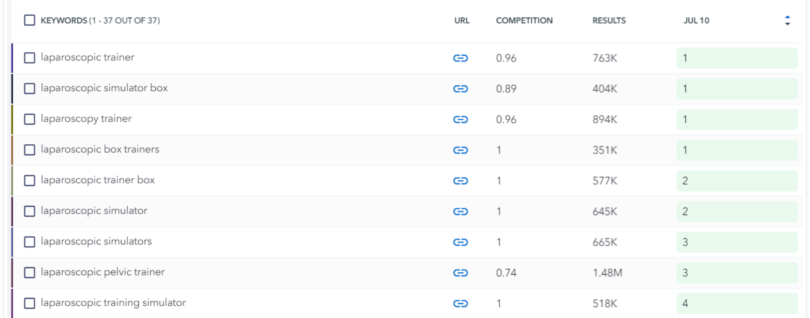 KEYWORDS (1 - 37 OUT OF 37) URL COMPETITION RESULTS JUL 10
laparoscopic trainer 0.96 763K 1
laparoscopic simulator box 0.89 404K 1
laparoscopy trainer 0.96 894K 1
laparoscopic box trainers 1 351K 1
laparoscopic trainer box 1 577K 2
laparoscopic simulator 1 645K 2
laparoscopic simulators 1 665K 3
laparoscopic pelvic trainer 0.74 1.48M 3
laparoscopic training simulator 1 518K 4